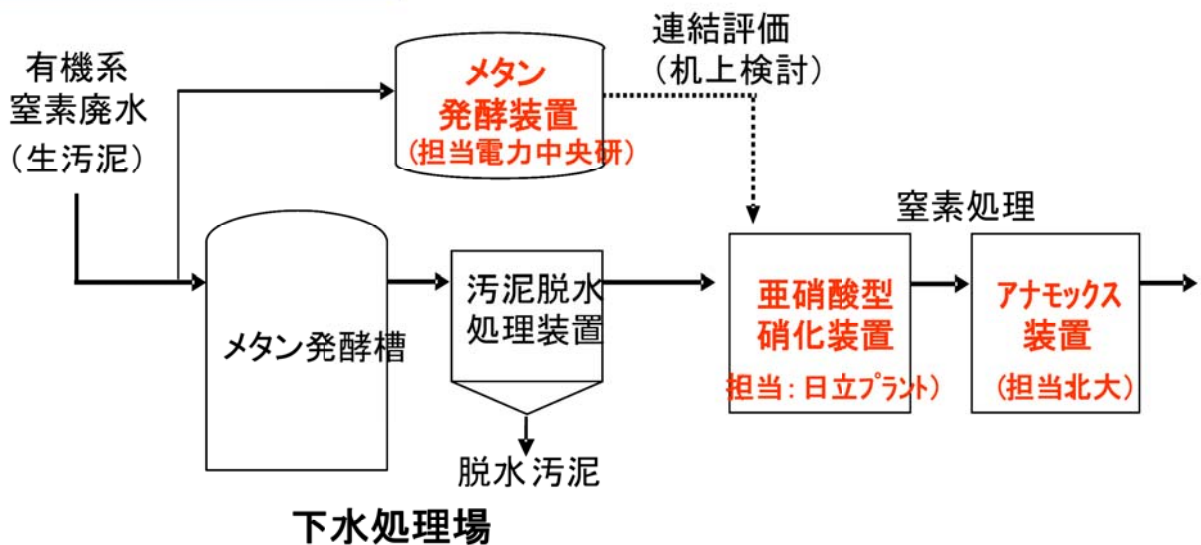 有機系
窒素廃水
（生汚泥）
メタン
発酵装置
(担当電力中央研)
連結評価
（机上検討）
メタン発酵槽
汚泥脱水
処理装置
脱水汚泥
窒素処理
亜硝酸型
硝化装置
担当：日立プラント)
アナモックス
装置
(担当北大)
下水処理場